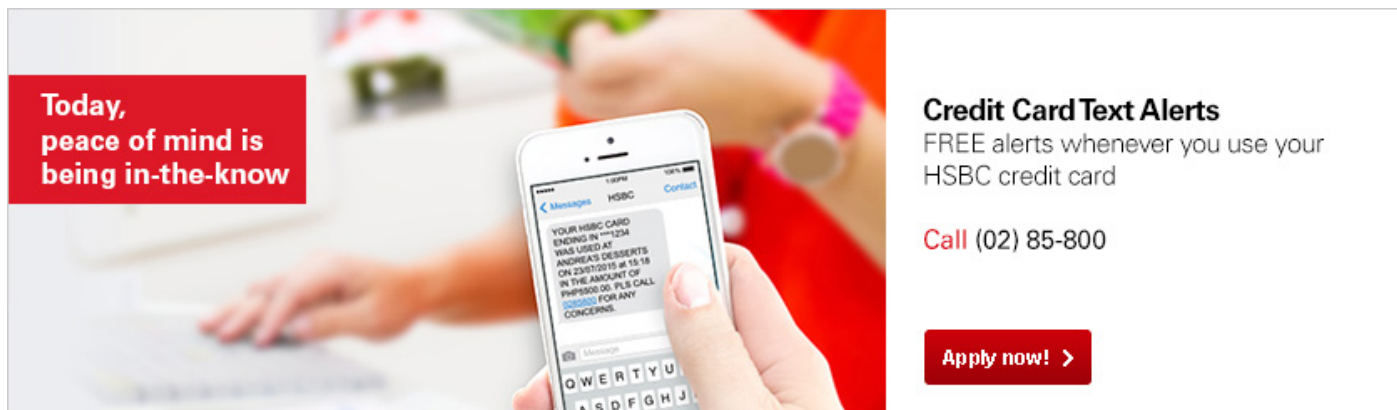 Today,
peace of mind is
being in-the-know
1:00PM
100%
Messages
HSBC
Contact
YOUR HSBC CARD
ENDING IN ***1234
WAS USED AT
ANDREA'S DESSERTS
ON 23/07/2015 at 15:18
IN THE AMOUNT OF
PHP5500.00. PLS CALL
0285800 FOR ANY
CONCERNS.
Message
Q W E R T Y U
A S D F G H J
Credit Card Text Alerts
FREE alerts whenever you use your
HSBC credit card
Call (02) 85-800
Apply now!